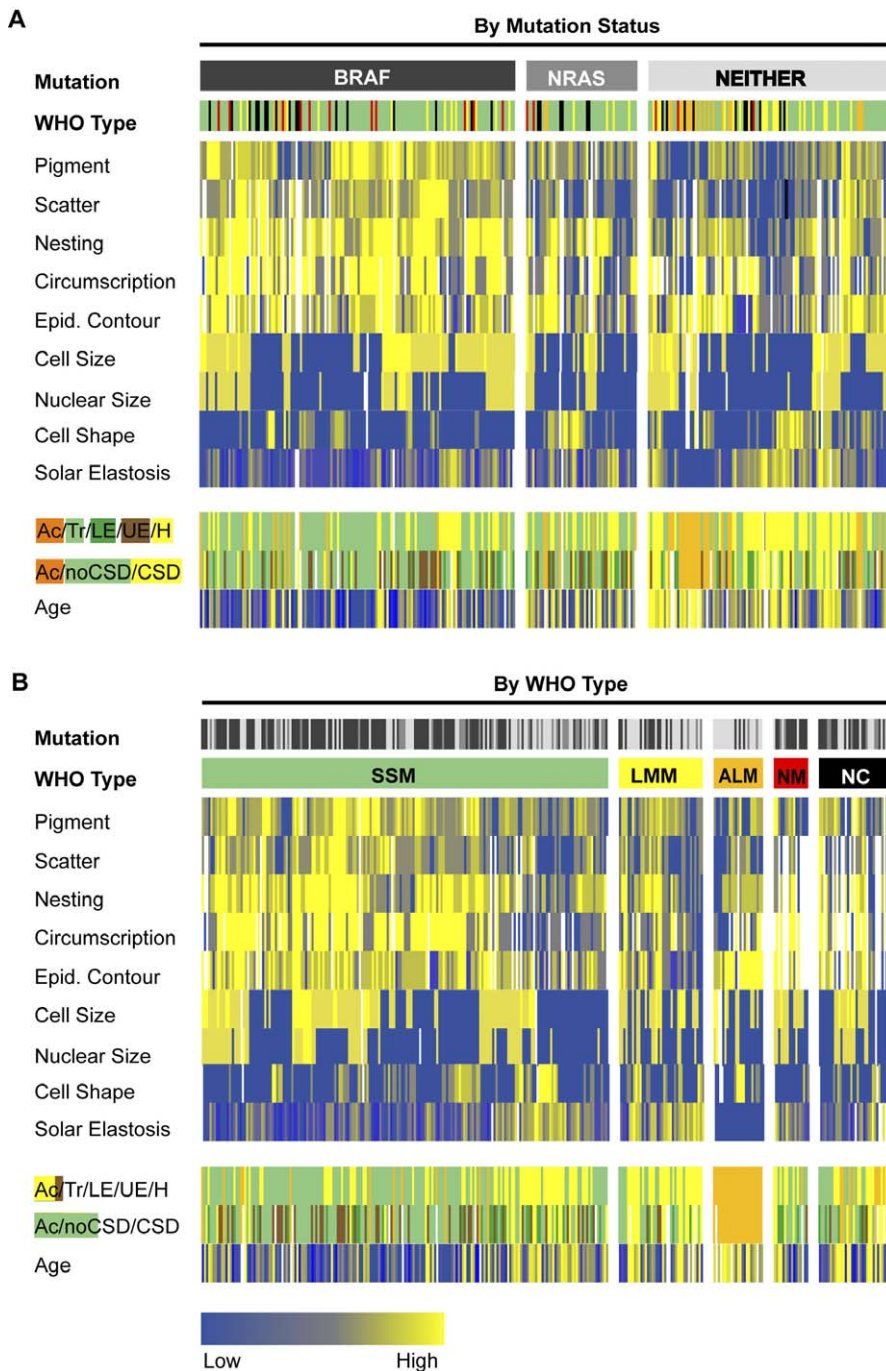 A
By Mutation Status
Mutation BRAF NRAS NEITHER
WHO Type
Pigment
Scatter
Nesting
Circumscription
Epid. Contour
Cell Size
Nuclear Size
Cell Shape
Solar Elastosis
Ac/Tr/LE/UE/H
Ac/noCSD/CSD
Age
B
By WHO Type
Mutation
WHO Type SSM LMM ALM NM NC
Pigment
Scatter
Nesting
Circumscription
Epid. Contour
Cell Size
Nuclear Size
Cell Shape
Solar Elastosis
Ac/Tr/LE/UE/H
Ac/noCSD/CSD
Age
Low High